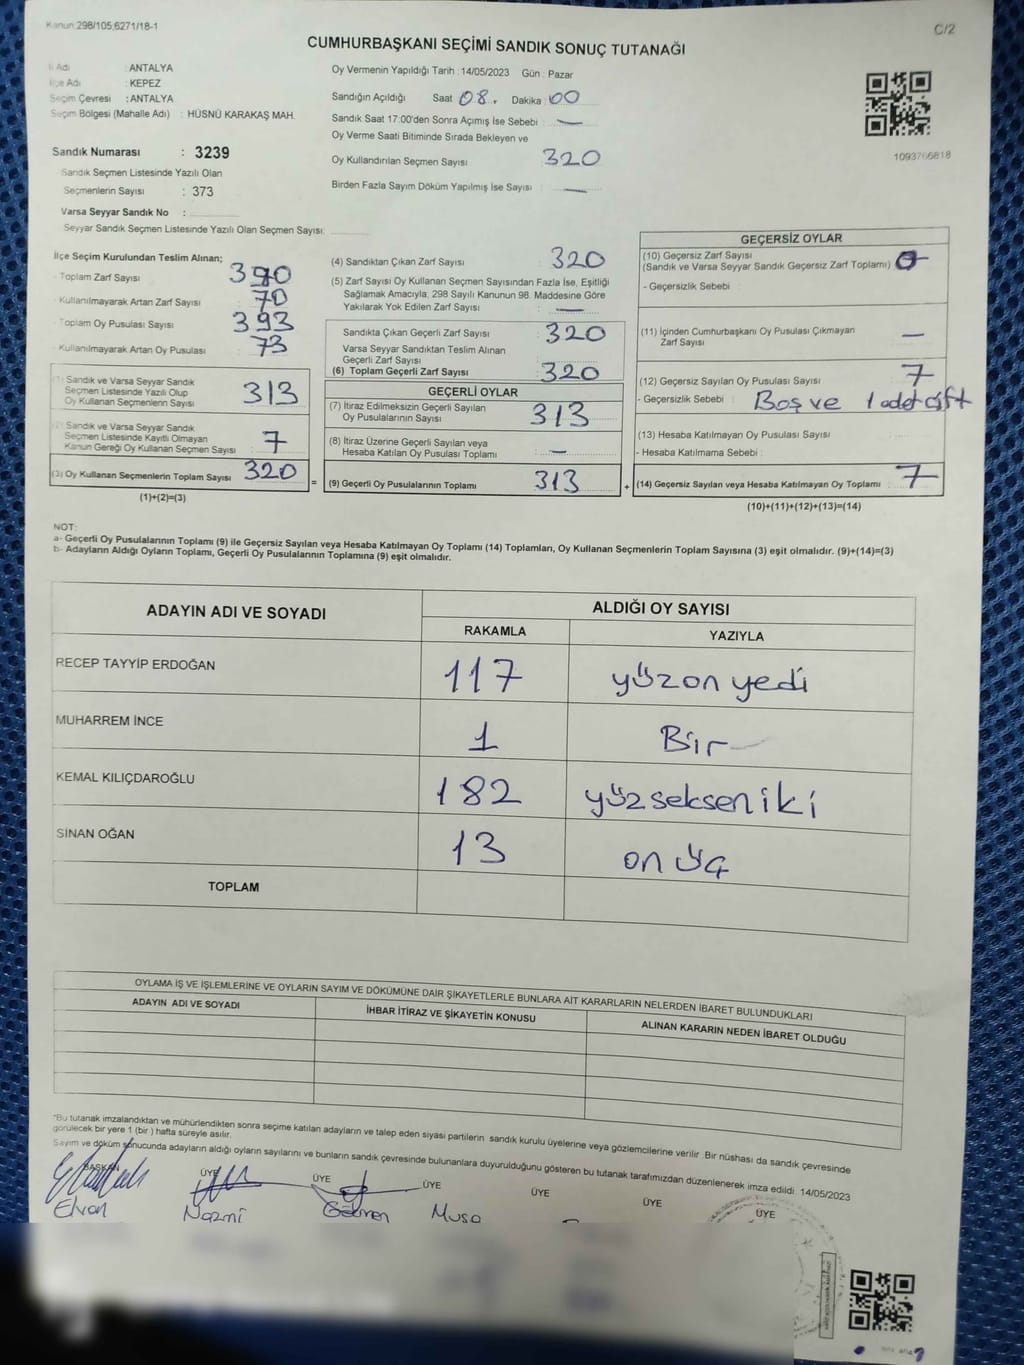 Kanun:298/105,6271/18-1
C/2
CUMHURBAŞKANI SEÇİMİ SANDIK SONUÇ TUTANAĞI
İl Adı : ANTALYA
İlçe Adı : KEPEZ
Seçim Çevresi : ANTALYA
Seçim Bölgesi (Mahalle Adı) : HÜSNÜ KARAKAŞ MAH.
Sandık Numarası : 3239
Sandık Seçmen Listesinde Yazılı Olan
Seçmenlerin Sayısı : 373
Varsa Seyyar Sandık No :
Seyyar Sandık Seçmen Listesinde Yazılı Olan Seçmen Sayısı:
Oy Vermenin Yapıldığı Tarih : 14/05/2023 Gün : Pazar
Sandığın Açıldığı Saat 08. Dakika : 00
Sandık Saat 17:00'den Sonra Açımış İse Sebebi : —
Oy Verme Saati Bitiminde Sırada Bekleyen ve
Oy Kullandırılan Seçmen Sayısı : 320
Birden Fazla Sayım Döküm Yapılmış İse Sayısı : —
1093766818
İlçe Seçim Kurulundan Teslim Alınan;
Toplam Zarf Sayısı 390
Kullanılmayarak Artan Zarf Sayısı 70
Toplam Oy Pusulası Sayısı 393
Kullanılmayarak Artan Oy Pusulası 73
(1) Sandık ve Varsa Seyyar Sandık
Seçmen Listesinde Yazılı Olup
Oy Kullanan Seçmenlerin Sayısı 313
(2) Sandık ve Varsa Seyyar Sandık
Seçmen Listesinde Kayıtlı Olmayan
Kanun Gereği Oy Kullanan Seçmen Sayısı 7
(3) Oy Kullanan Seçmenlerin Toplam Sayısı 320
(1)+(2)=(3)
(4) Sandıktan Çıkan Zarf Sayısı 320
(5) Zarf Sayısı Oy Kullanan Seçmen Sayısından Fazla İse, Eşitliği
Sağlamak Amacıyla, 298 Sayılı Kanunun 98. Maddesine Göre
Yakılarak Yok Edilen Zarf Sayısı : —
Sandıkta Çıkan Geçerli Zarf Sayısı 320
Varsa Seyyar Sandıktan Teslim Alınan
Geçerli Zarf Sayısı
(6) Toplam Geçerli Zarf Sayısı 320
GEÇERLİ OYLAR
(7) İtiraz Edilmeksizin Geçerli Sayılan
Oy Pusulalarının Sayısı 313
(8) İtiraz Üzerine Geçerli Sayılan veya
Hesaba Katılan Oy Pusulası Toplamı —
= (9) Geçerli Oy Pusulalarının Toplamı 313 +
GEÇERSİZ OYLAR
(10) Geçersiz Zarf Sayısı
(Sandık ve Varsa Seyyar Sandık Geçersiz Zarf Toplamı)
- Geçersizlik Sebebi :
(11) İçinden Cumhurbaşkanı Oy Pusulası Çıkmayan
Zarf Sayısı —
(12) Geçersiz Sayılan Oy Pusulası Sayısı 7
- Geçersizlik Sebebi : Boş ve 1 adet çift
(13) Hesaba Katılmayan Oy Pusulası Sayısı
- Hesaba Katılmama Sebebi :
(14) Geçersiz Sayılan veya Hesaba Katılmayan Oy Toplamı 7
(10)+(11)+(12)+(13)=(14)
NOT:
a- Geçerli Oy Pusulalarının Toplamı (9) ile Geçersiz Sayılan veya Hesaba Katılmayan Oy Toplamı (14) Toplamları, Oy Kullanan Seçmenlerin Toplam Sayısına (3) eşit olmalıdır. (9)+(14)=(3)
b- Adayların Aldığı Oyların Toplamı, Geçerli Oy Pusulalarının Toplamına (9) eşit olmalıdır.
ADAYIN ADI VE SOYADI ALDIĞI OY SAYISI
RAKAMLA YAZIYLA
RECEP TAYYİP ERDOĞAN 117 yüzonyedi
MUHARREM İNCE 1 Bir
KEMAL KILIÇDAROĞLU 182 yüzsekseniki
SİNAN OĞAN 13 onüç
TOPLAM
OYLAMA İŞ VE İŞLEMLERİNE VE OYLARIN SAYIM VE DÖKÜMÜNE DAİR ŞİKAYETLERLE BUNLARA AİT KARARLARIN NELERDEN İBARET BULUNDUKLARI
ADAYIN ADI VE SOYADI İHBAR İTİRAZ VE ŞİKAYETİN KONUSU ALINAN KARARIN NEDEN İBARET OLDUĞU
*Bu tutanak imzalandıktan ve mühürlendikten sonra seçime katılan adayların ve talep eden siyasi partilerin sandık kurulu üyelerine veya gözlemcilerine verilir. Bir nüshası da sandık çevresinde
görülecek bir yere 1 (bir) hafta süreyle asılır.
Sayım ve döküm sonucunda adayların aldığı oyların sayılarını ve bunların sandık çevresinde bulunanlara duyurulduğunu gösteren bu tutanak tarafımızdan düzenlenerek imza edildi. 14/05/2023
BAŞKAN ÜYE ÜYE ÜYE ÜYE ÜYE ÜYE
Elvan Nazmi Gökmen Musa